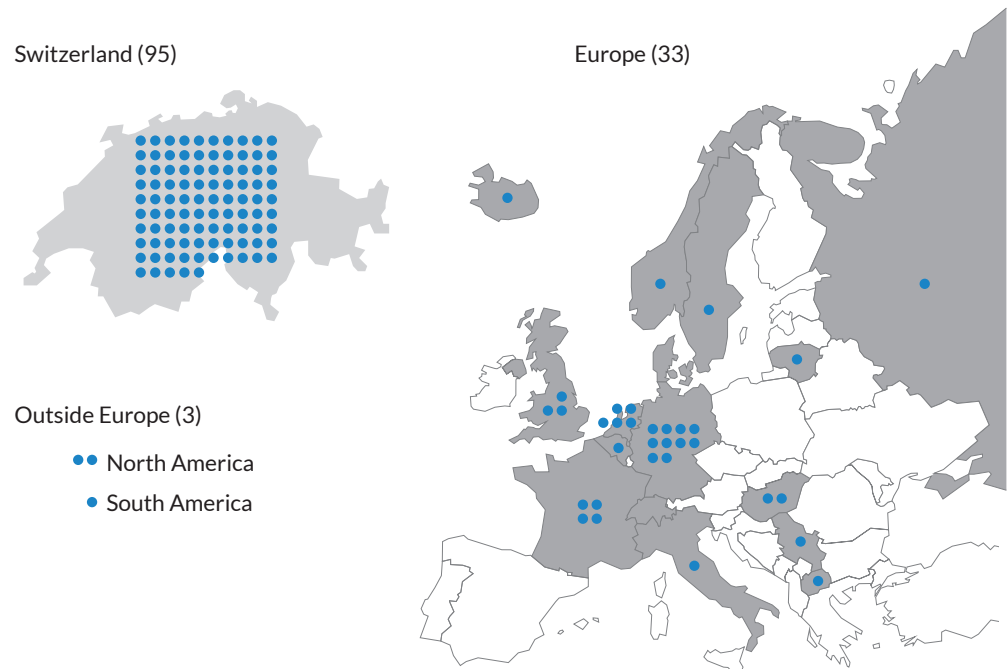 Switzerland (95)
Europe (33)
Outside Europe (3)
North America
South America